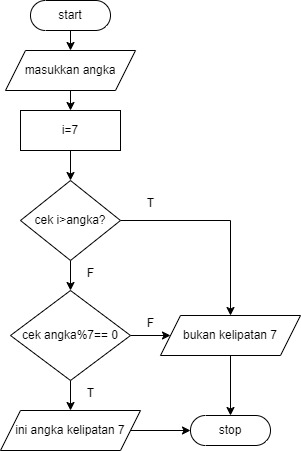 start
masukkan angka
i=7
cek i>angka?
T
F
cek angka%7== 0
F
bukan kelipatan 7
T
ini angka kelipatan 7
stop